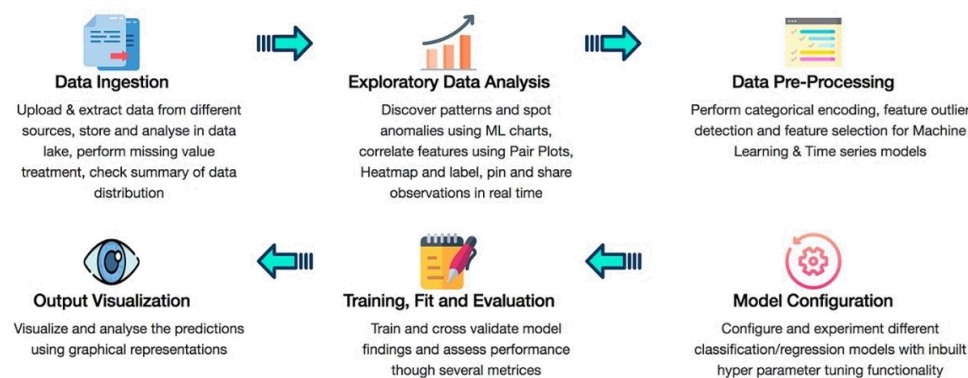 Data Ingestion
Upload & extract data from different
sources, store and analyse in data
lake, perform missing value
treatment, check summary of data
distribution
Exploratory Data Analysis
Discover patterns and spot
anomalies using ML charts,
correlate features using Pair Plots,
Heatmap and label, pin and share
observations in real time
Data Pre-Processing
Perform categorical encoding, feature outlier
detection and feature selection for Machine
Learning & Time series models
Output Visualization
Visualize and analyse the predictions
using graphical representations
Training, Fit and Evaluation
Train and cross validate model
findings and assess performance
though several metrices
Model Configuration
Configure and experiment different
classification/regression models with inbuilt
hyper parameter tuning functionality